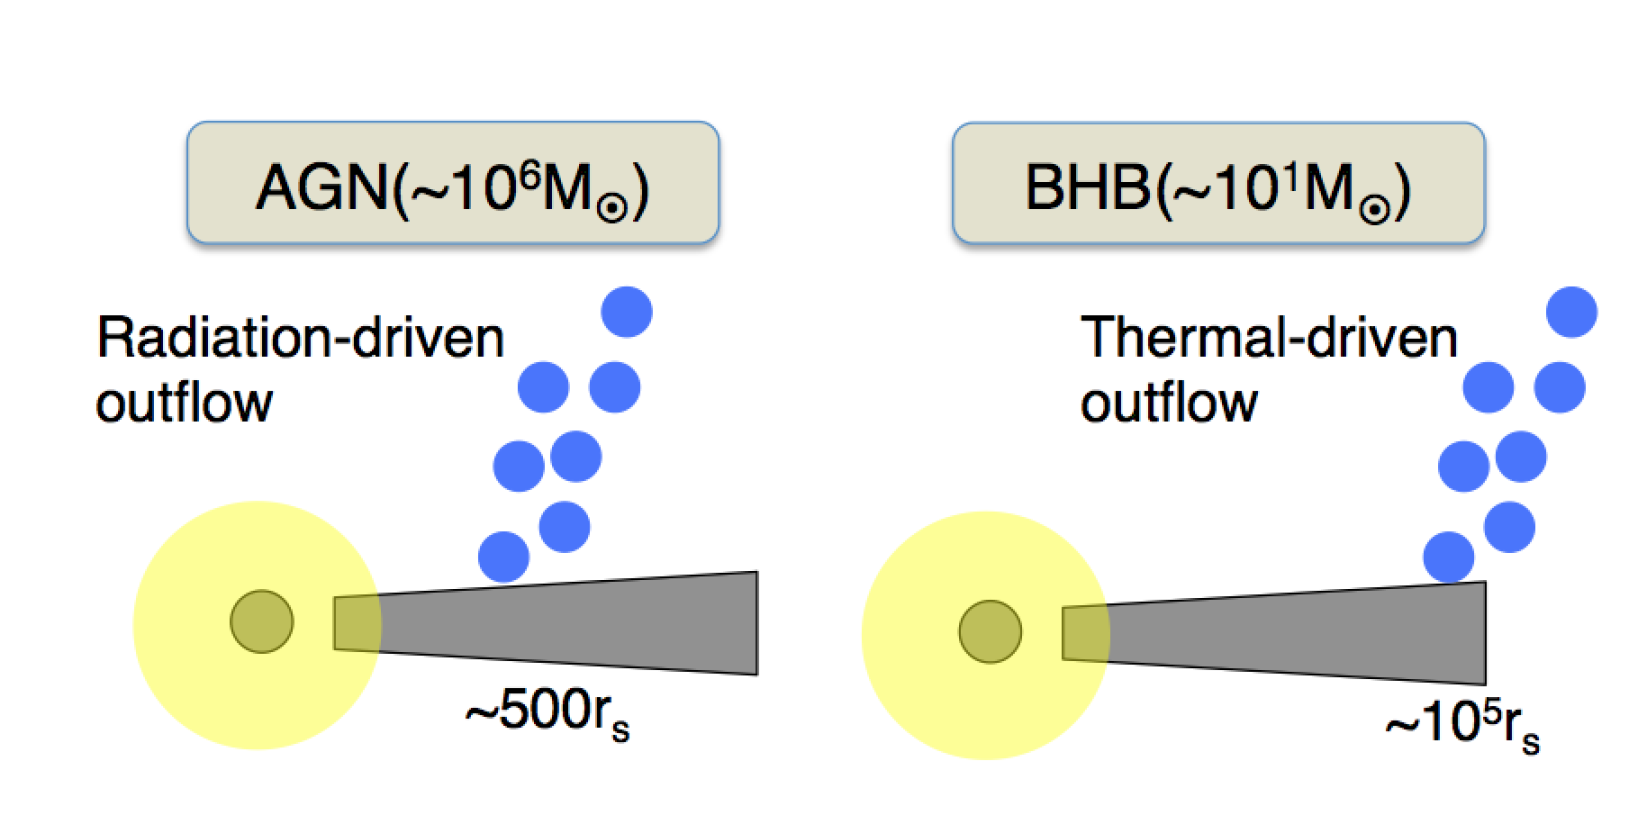 AGN(~10⁶M☉)
BHB(~10¹M☉)
Radiation-driven
outflow
Thermal-driven
outflow
~500rₛ
~10⁵rₛ